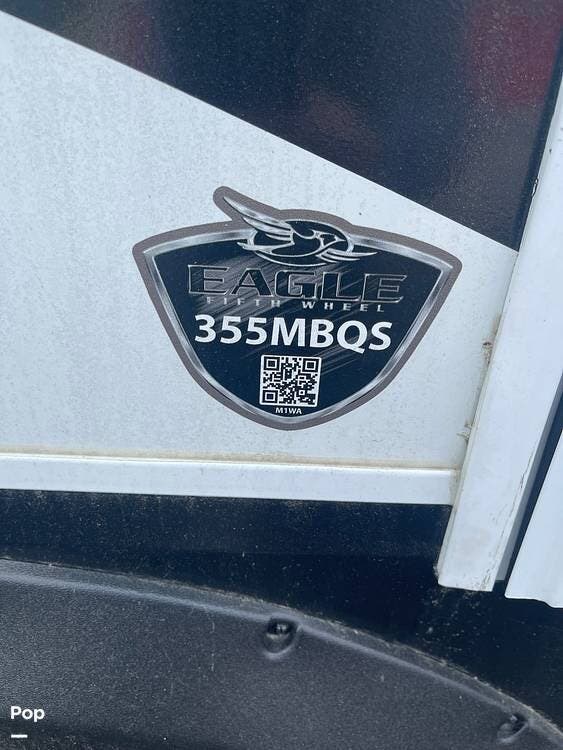 EAGLE
FIFTH WHEEL
355MBQS
M1WA
Pop